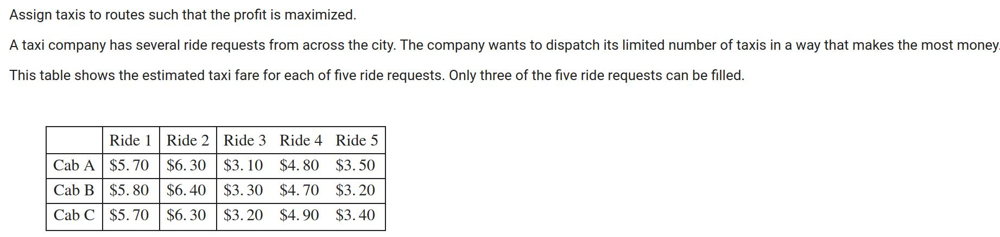 Assign taxis to routes such that the profit is maximized.
A taxi company has several ride requests from across the city. The company wants to dispatch its limited number of taxis in a way that makes the most money.
This table shows the estimated taxi fare for each of five ride requests. Only three of the five ride requests can be filled.
Ride 1 Ride 2 Ride 3 Ride 4 Ride 5
Cab A $5.70 $6.30 $3.10 $4.80 $3.50
Cab B $5.80 $6.40 $3.30 $4.70 $3.20
Cab C $5.70 $6.30 $3.20 $4.90 $3.40